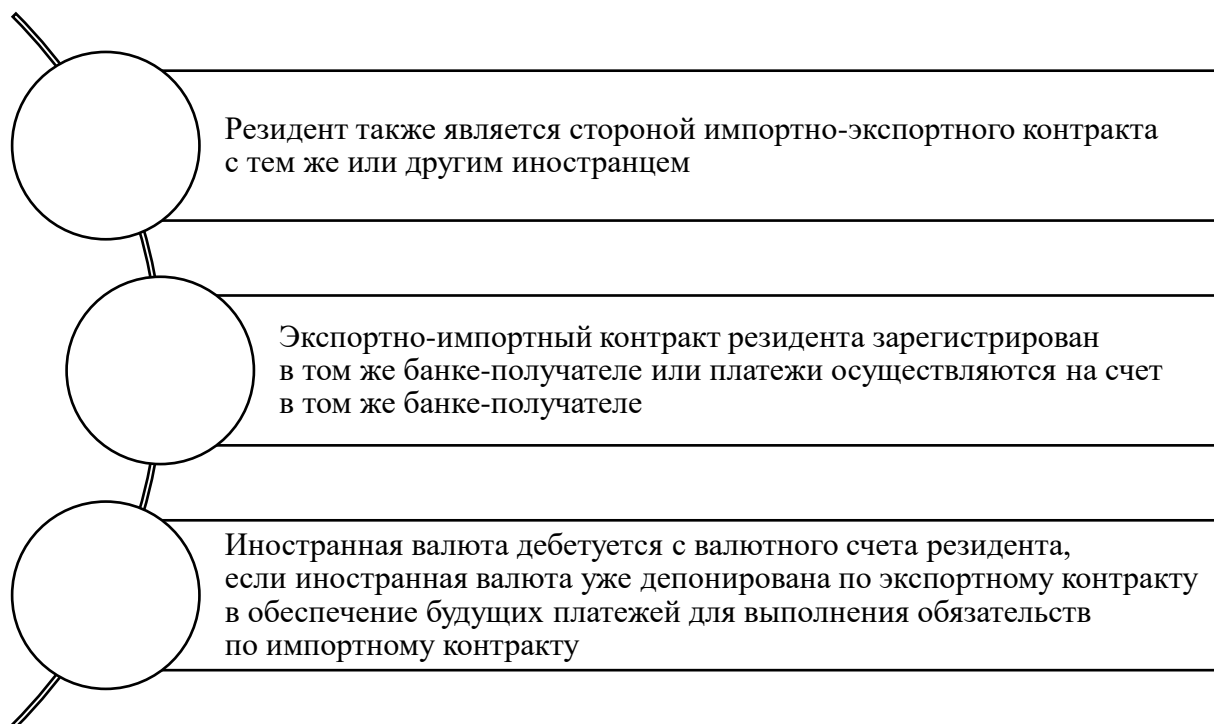 Резидент также является стороной импортно-экспортного контракта
с тем же или другим иностранцем
Экспортно-импортный контракт резидента зарегистрирован
в том же банке-получателе или платежи осуществляются на счет
в том же банке-получателе
Иностранная валюта дебетуется с валютного счета резидента,
если иностранная валюта уже депонирована по экспортному контракту
в обеспечение будущих платежей для выполнения обязательств
по импортному контракту